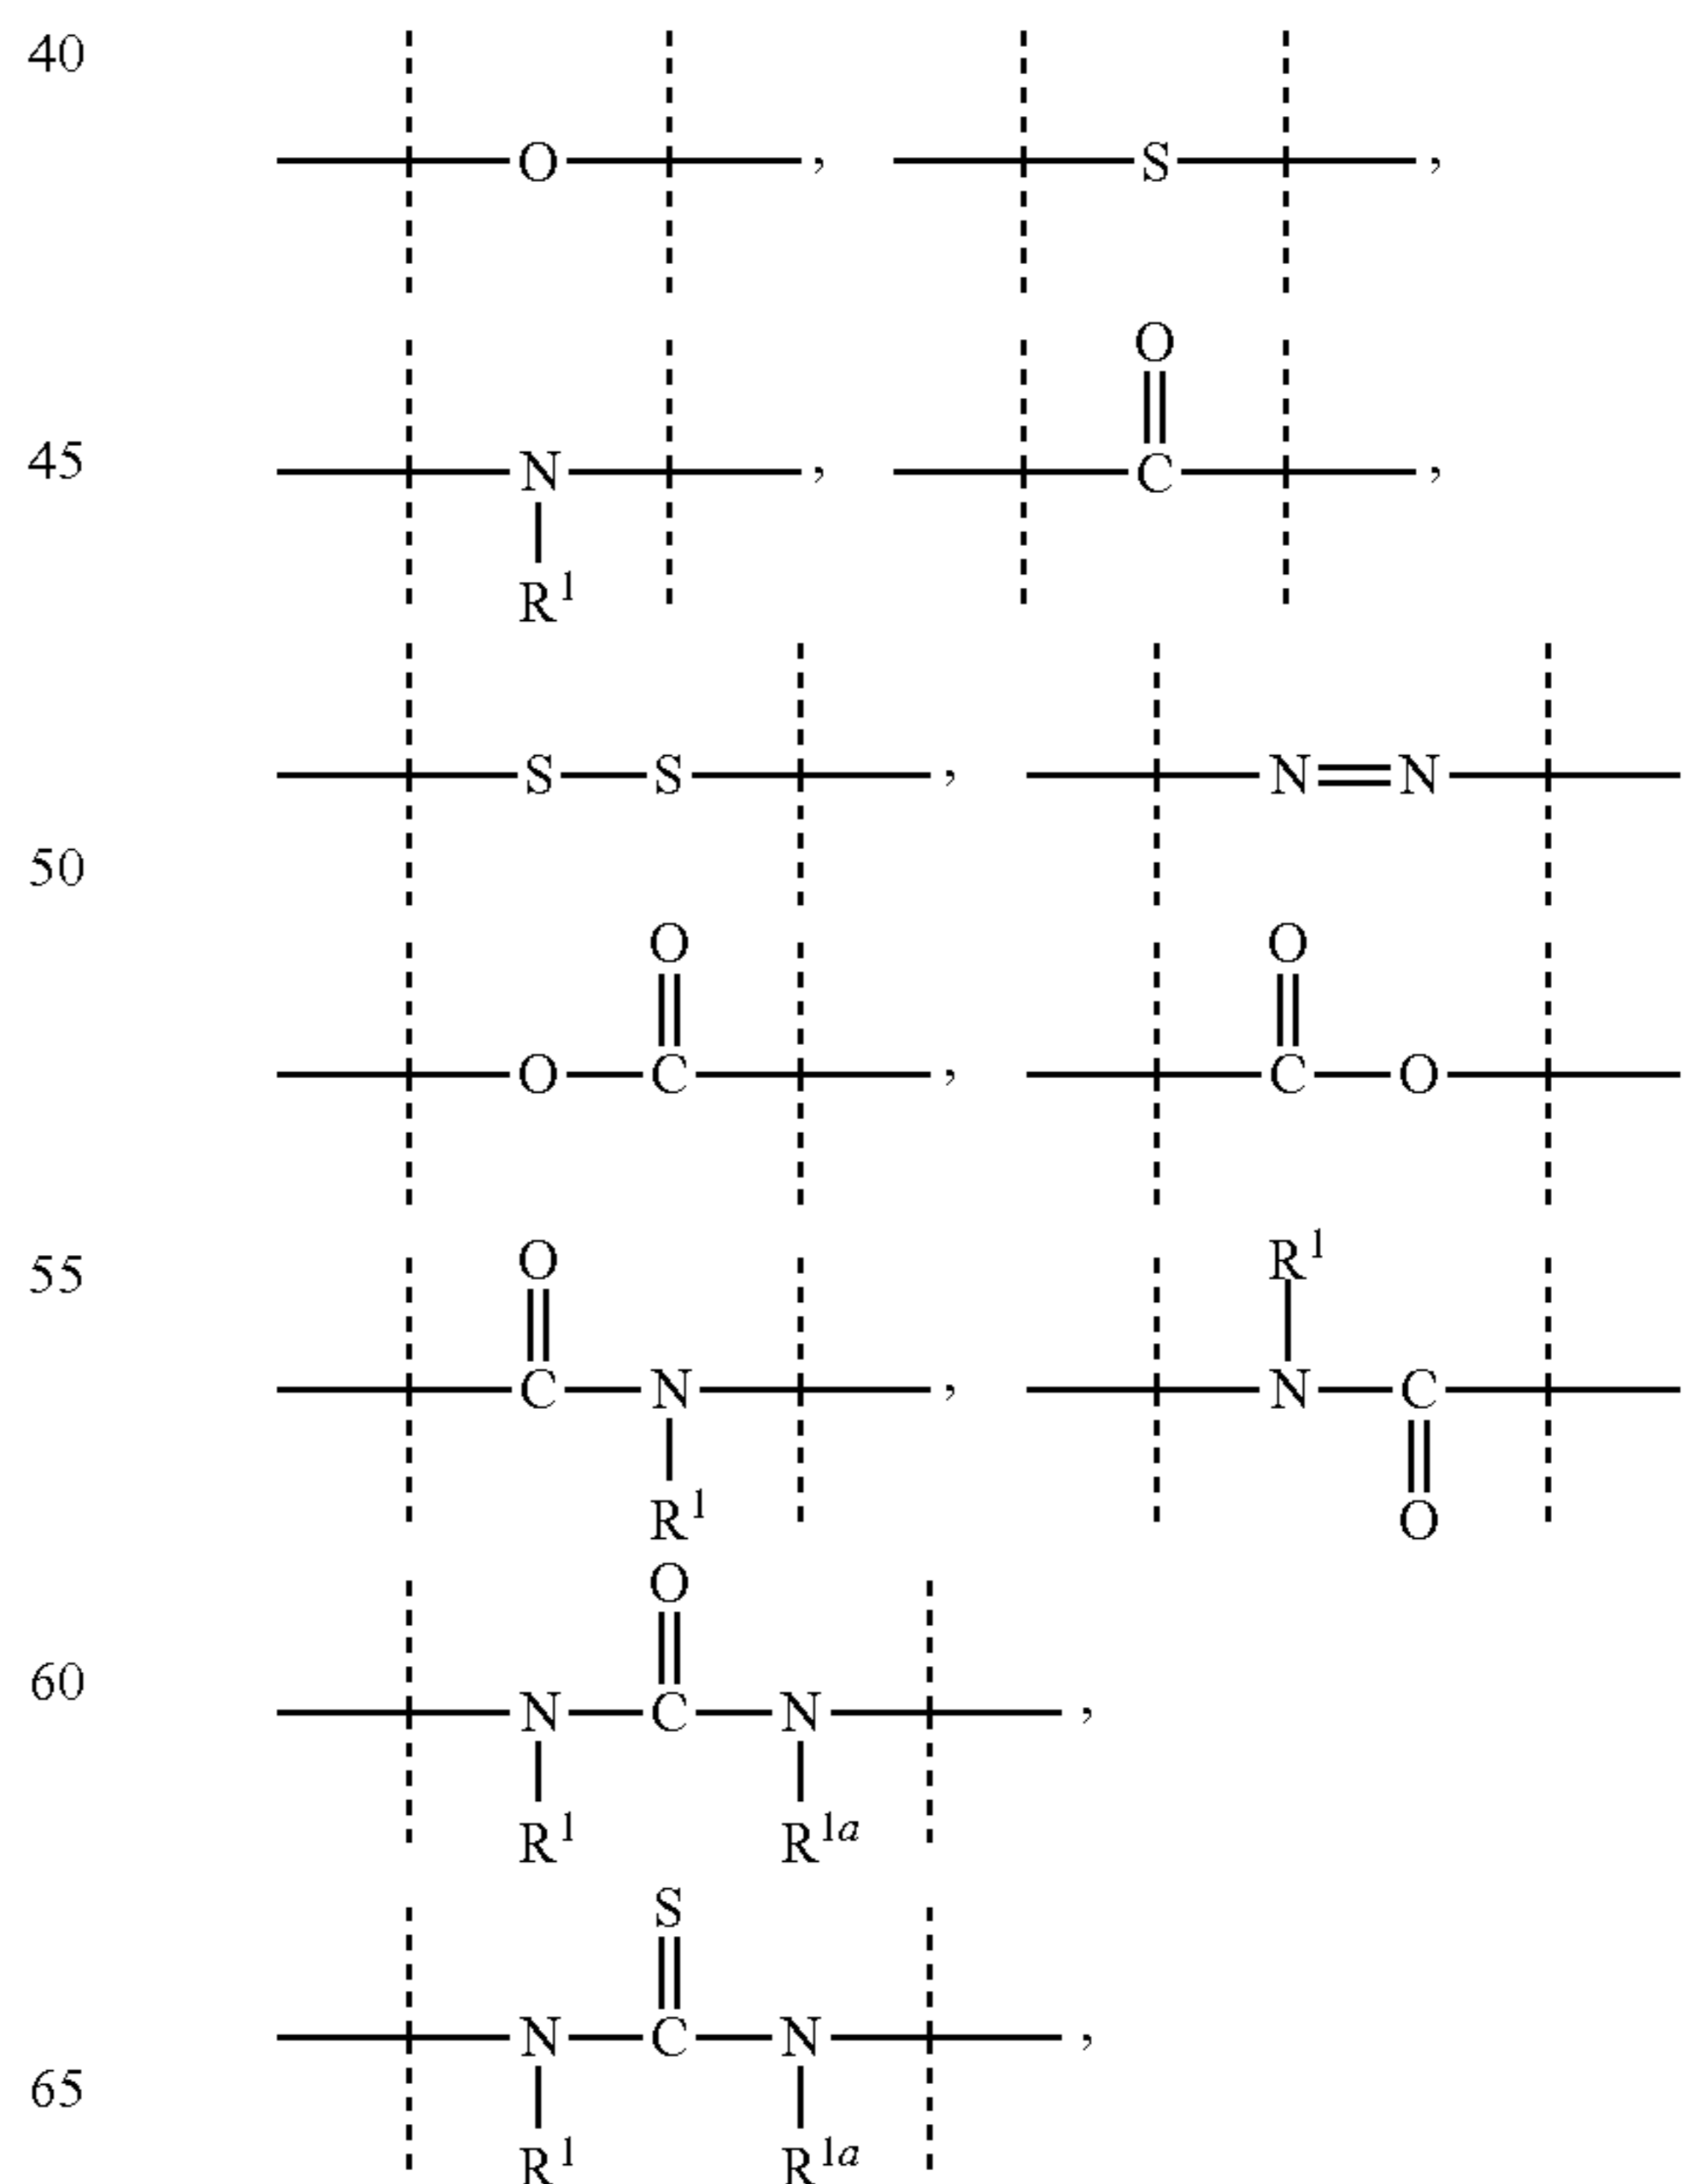 40
O , S ,
O
45 N , C ,
R¹
S S , N N
50
O O
O C , C O
55 O R¹
C N , N C
R¹ O
O
60 N C N ,
R¹ R¹ᵃ
S
N C N ,
65
R¹ R¹ᵃ